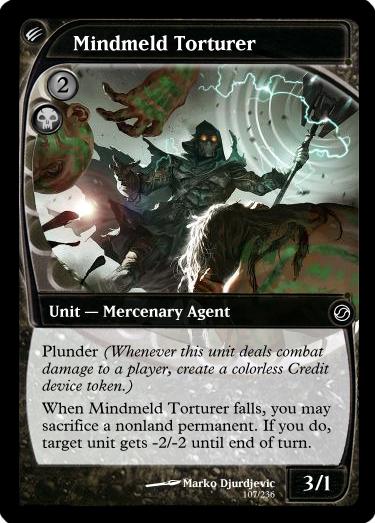 Mindmeld Torturer
2
Unit — Mercenary Agent
Plunder (Whenever this unit deals combat
damage to a player, create a colorless Credit
device token.)
When Mindmeld Torturer falls, you may
sacrifice a nonland permanent. If you do,
target unit gets -2/-2 until end of turn.
Marko Djurdjevic
107/236
3/1